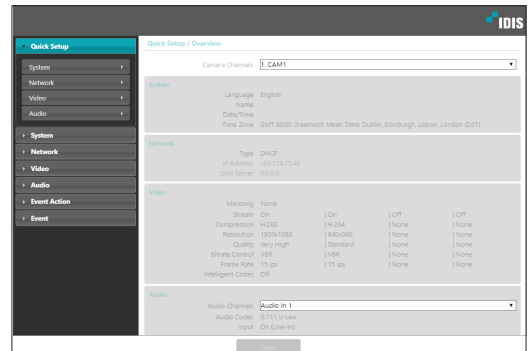 IDIS
Quick Setup
System
Network
Video
Audio
System
Network
Video
Audio
Event Action
Event
Quick Setup / Overview
Camera Channels 1. CAM1
System
Language English
Name
Date/Time
Time Zone GMT 00:00 Greenwich Mean Time: Dublin, Edinburgh, Lisbon, London (DST)
Network
Type DHCP
IP Address 169.254.75.46
DNS Server 0.0.0.0
Video
Mirroring None
Stream On | On | Off | Off
Compression H.265 | H.264 | None | None
Resolution 1920x1080 | 640x360 | None | None
Quality Very High | Standard | None | None
Bitrate Control VBR | VBR | None | None
Frame Rate 15 ips | 15 ips | None | None
Intelligent Codec Off
Audio
Audio Channels Audio In 1
Audio Codec G.711 u-Law
Input On (Line-in)
Save